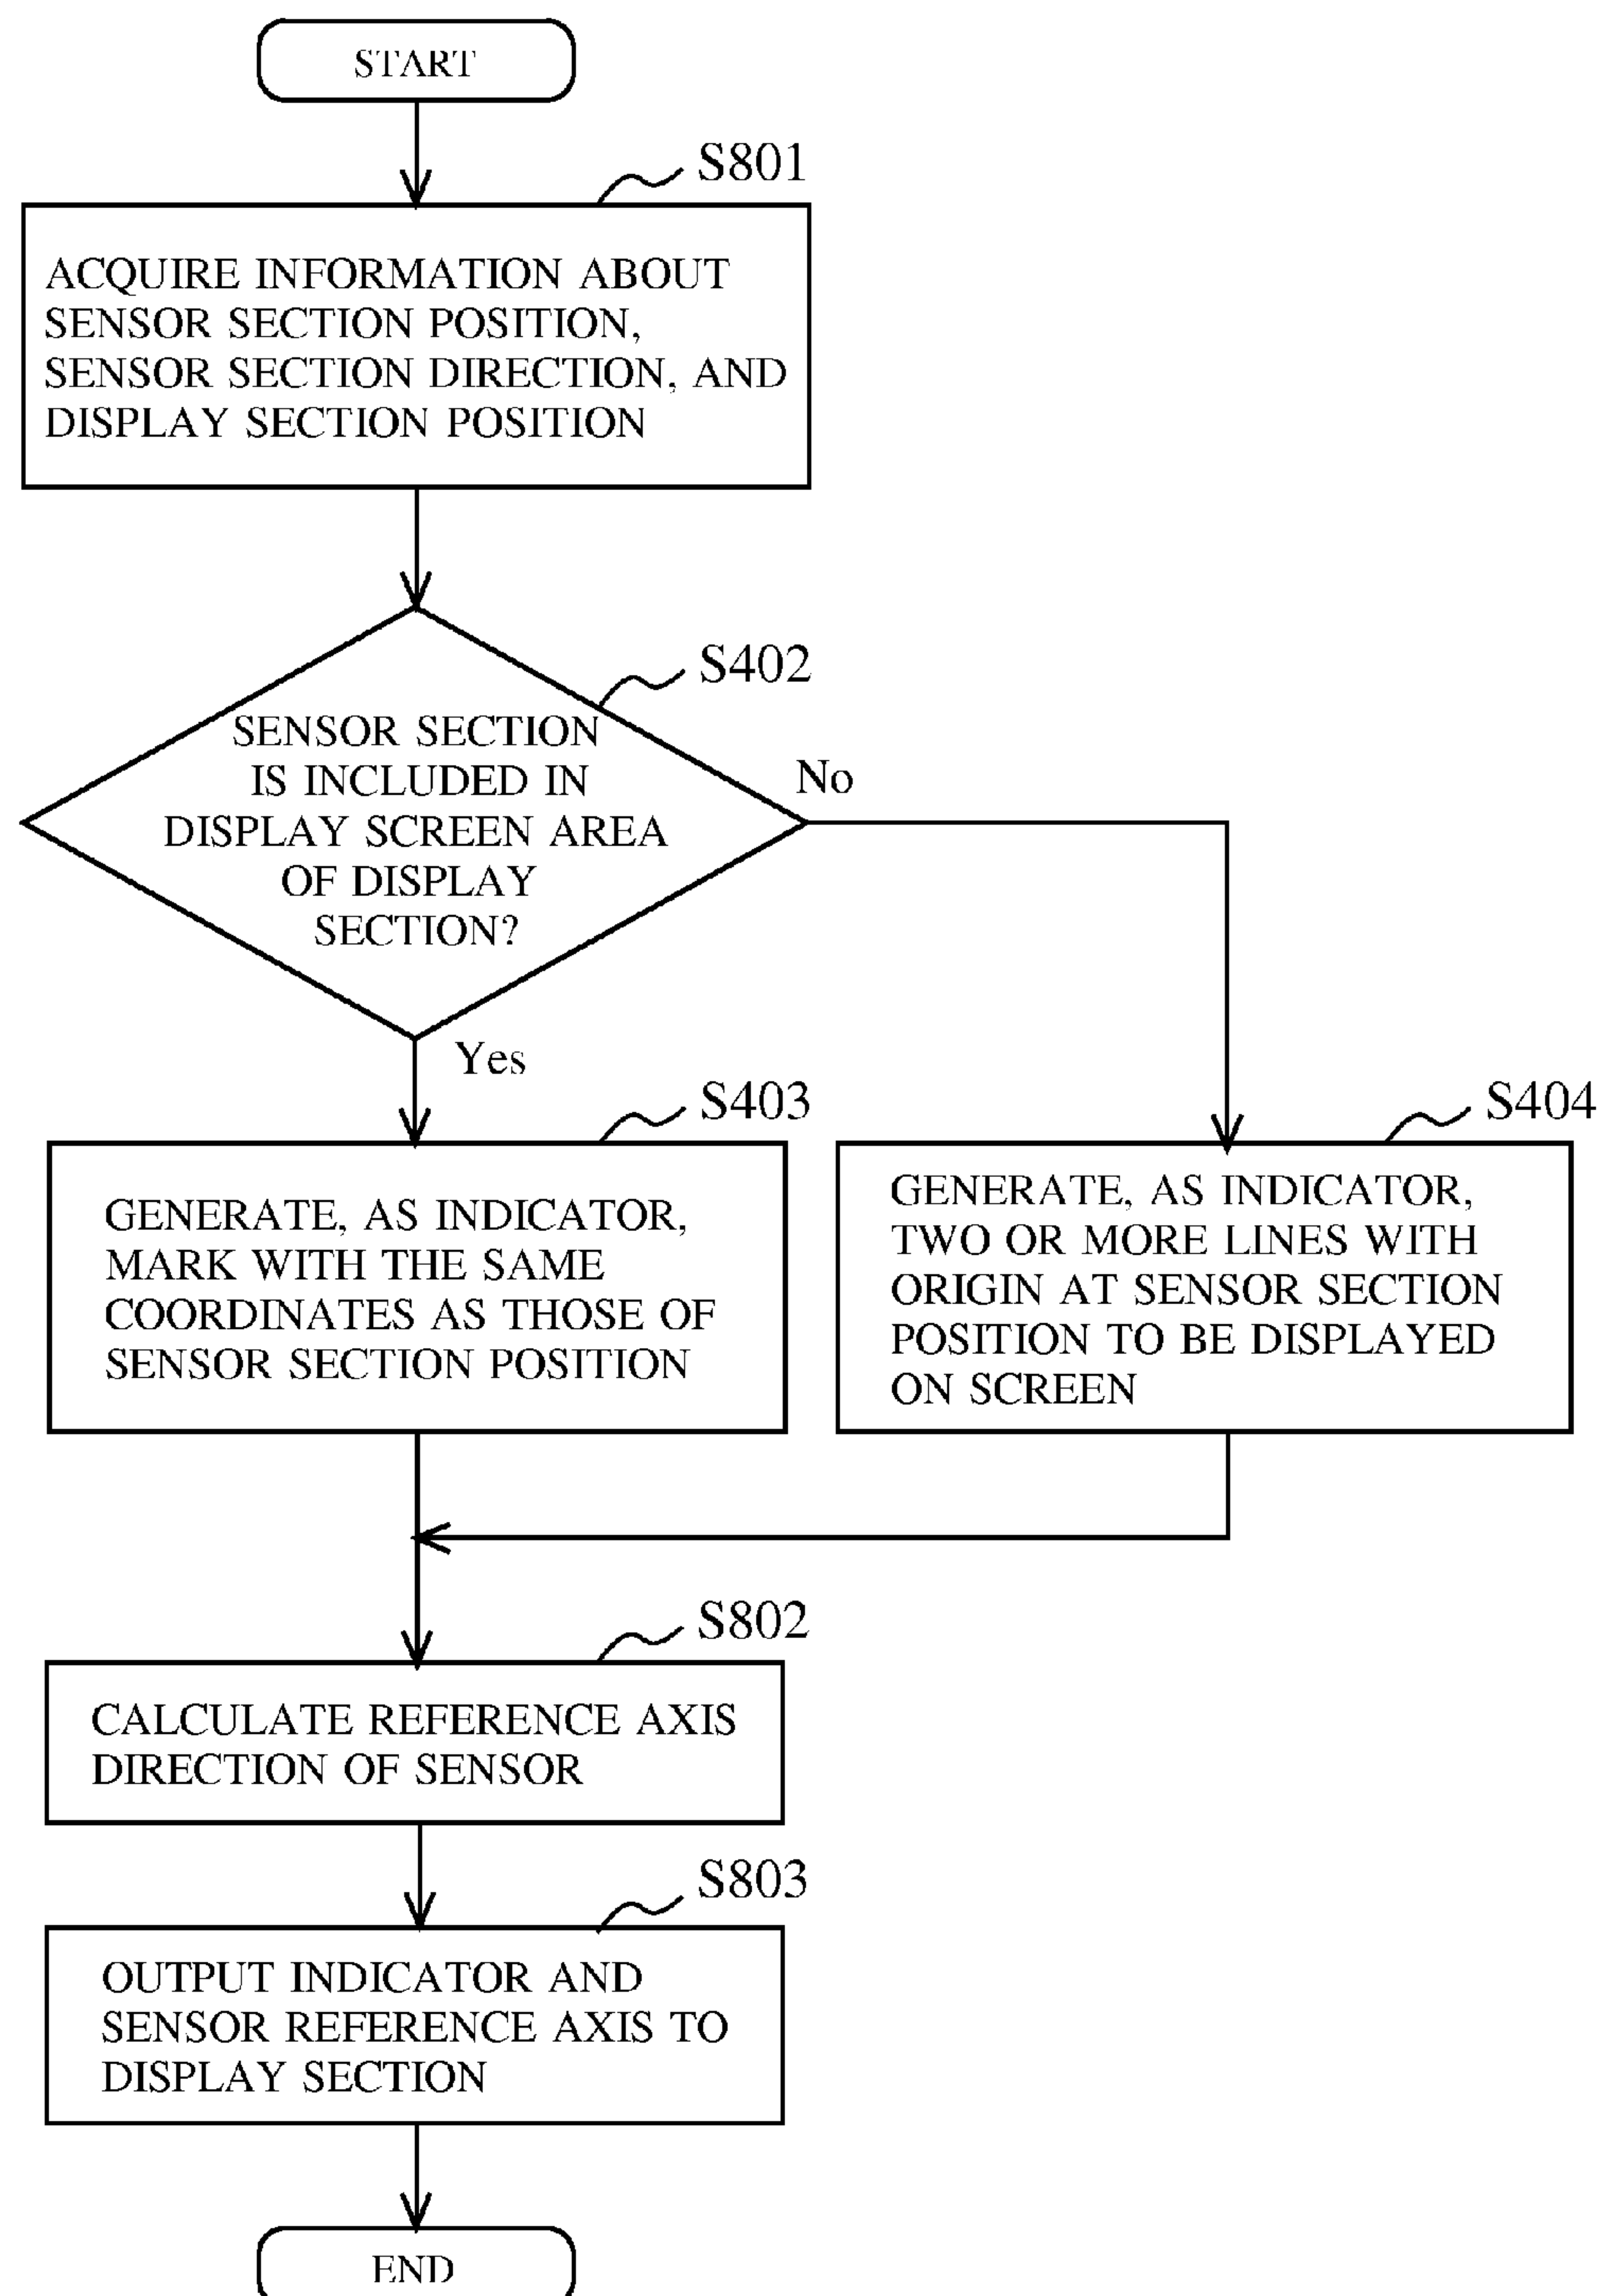 START
S801
ACQUIRE INFORMATION ABOUT
SENSOR SECTION POSITION,
SENSOR SECTION DIRECTION, AND
DISPLAY SECTION POSITION
S402
SENSOR SECTION
IS INCLUDED IN
DISPLAY SCREEN AREA
OF DISPLAY
SECTION?
No
Yes
S403
GENERATE, AS INDICATOR,
MARK WITH THE SAME
COORDINATES AS THOSE OF
SENSOR SECTION POSITION
S404
GENERATE, AS INDICATOR,
TWO OR MORE LINES WITH
ORIGIN AT SENSOR SECTION
POSITION TO BE DISPLAYED
ON SCREEN
S802
CALCULATE REFERENCE AXIS
DIRECTION OF SENSOR
S803
OUTPUT INDICATOR AND
SENSOR REFERENCE AXIS TO
DISPLAY SECTION
END